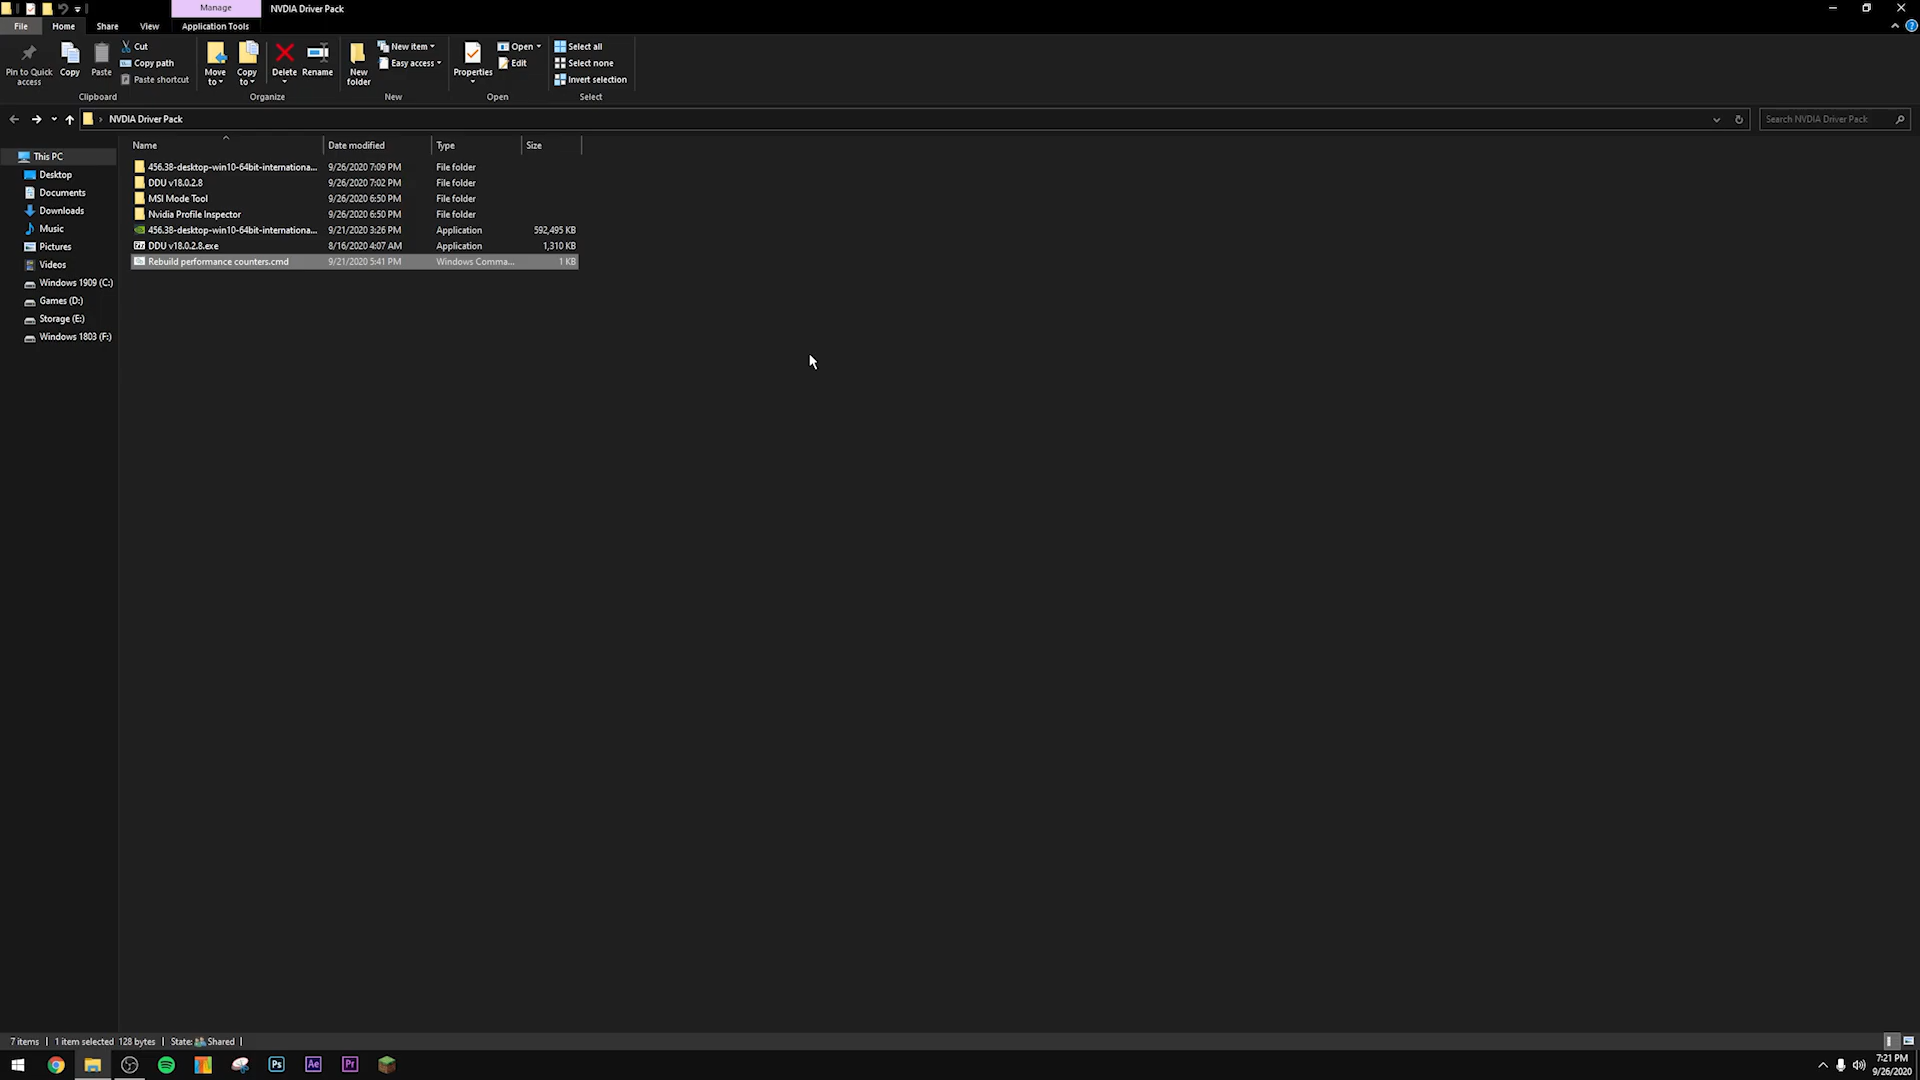 Manage
NVDIA Driver Pack
File
Home
Share
View
Application Tools
Pin to Quick access
Copy
Paste
Cut
Copy path
Paste shortcut
Clipboard
Move to
Copy to
Delete
Rename
Organize
New folder
New item
Easy access
New
Properties
Open
Edit
Open
Select all
Select none
Invert selection
Select
NVDIA Driver Pack
Search NVDIA Driver Pack
Name
Date modified
Type
Size
456.38-desktop-win10-64bit-internationa...
9/26/2020 7:09 PM
File folder
DDU v18.0.2.8
9/26/2020 7:02 PM
File folder
MSI Mode Tool
9/26/2020 6:50 PM
File folder
Nvidia Profile Inspector
9/26/2020 6:50 PM
File folder
456.38-desktop-win10-64bit-internationa...
9/21/2020 3:26 PM
Application
592,495 KB
DDU v18.0.2.8.exe
8/16/2020 4:07 AM
Application
1,310 KB
Rebuild performance counters.cmd
9/21/2020 5:41 PM
Windows Comma...
1 KB
This PC
Desktop
Documents
Downloads
Music
Pictures
Videos
Windows 1909 (C:)
Games (D:)
Storage (E:)
Windows 1803 (F:)
7 items
1 item selected 128 bytes
State: Shared
Ps
Ae
Pr
7:21 PM
9/26/2020